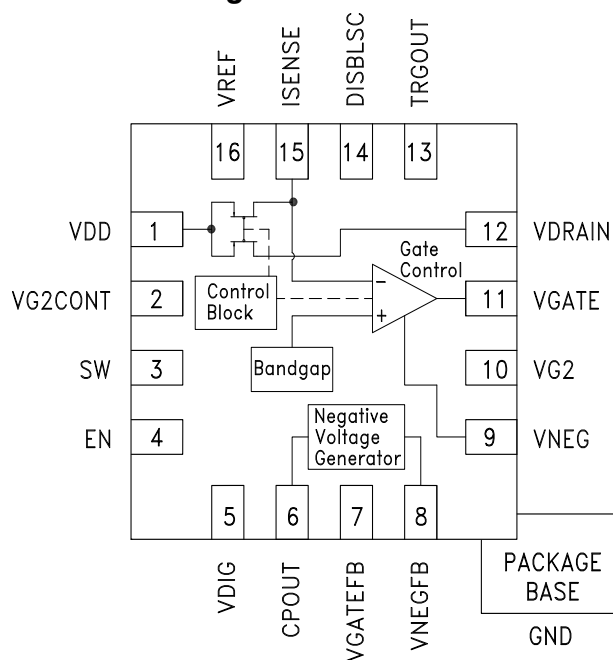 g
VREF
ISENSE
DISBLSC
TRGOUT
16
15
14
13
VDD
1
12
VDRAIN
Gate
Control
VG2CONT
2
Control
Block
−
+
11
VGATE
SW
3
Bandgap
10
VG2
EN
4
Negative
Voltage
Generator
9
VNEG
5
6
7
8
VDIG
CPOUT
VGATEFB
VNEGFB
PACKAGE
BASE
GND